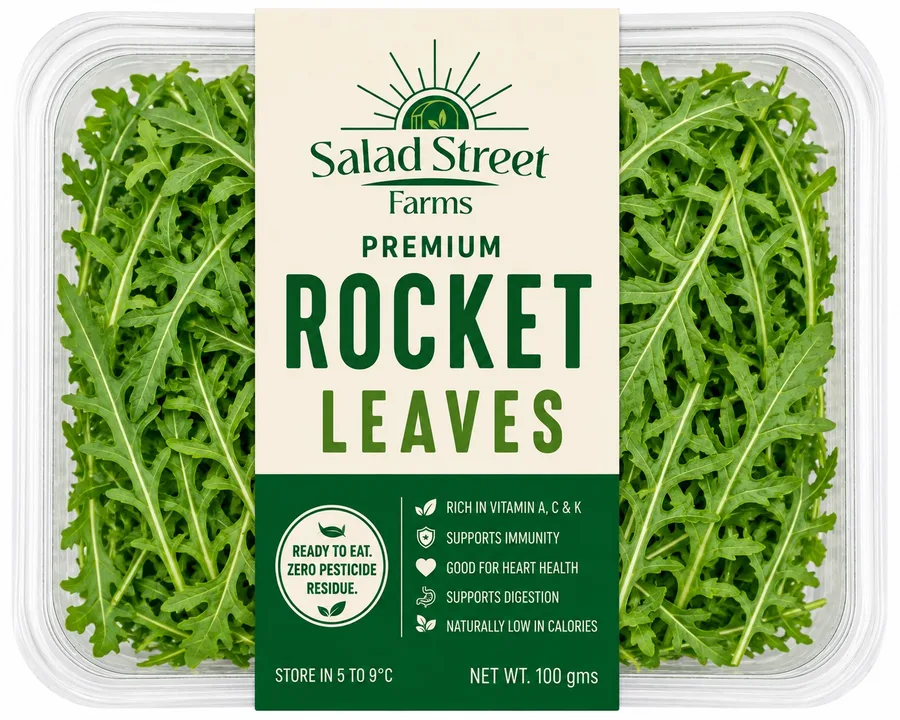 Salad Street
Farms
PREMIUM
ROCKET
LEAVES
READY TO EAT.
ZERO PESTICIDE
RESIDUE.
RICH IN VITAMIN A, C & K
SUPPORTS IMMUNITY
GOOD FOR HEART HEALTH
SUPPORTS DIGESTION
NATURALLY LOW IN CALORIES
STORE IN 5 TO 9°C
NET WT. 100 gms